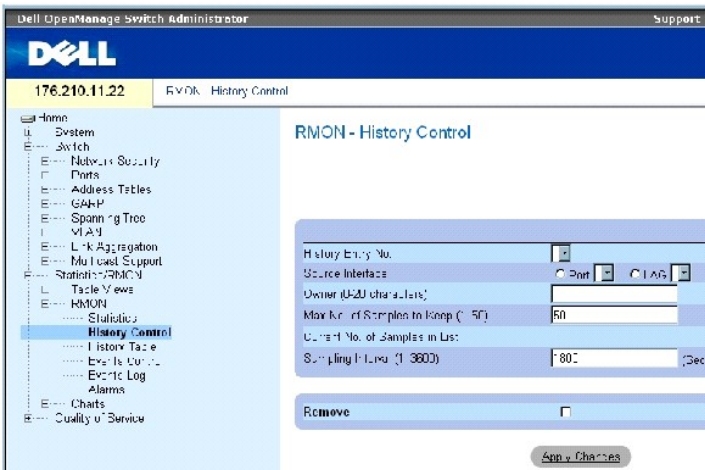 Dell OpenManage Switch Administrator Support
DELL
176.210.11.22 RMON - History Control
Home
System
Switch
Network Security
Ports
Address Tables
GARP
Spanning Tree
VLAN
Link Aggregation
Multicast Support
Statistics/RMON
Table Views
RMON
Statistics
History Control
History Table
Events Control
Events Log
Alarms
Charts
Quality of Service
RMON - History Control
History Entry No.
Source Interface Port LAG
Owner (0-20 characters)
Max No. of Samples to Keep (1-50) 50
Current No. of Samples in List
Sampling Interval (1-3600) 1800 (Sec
Remove
Apply Changes